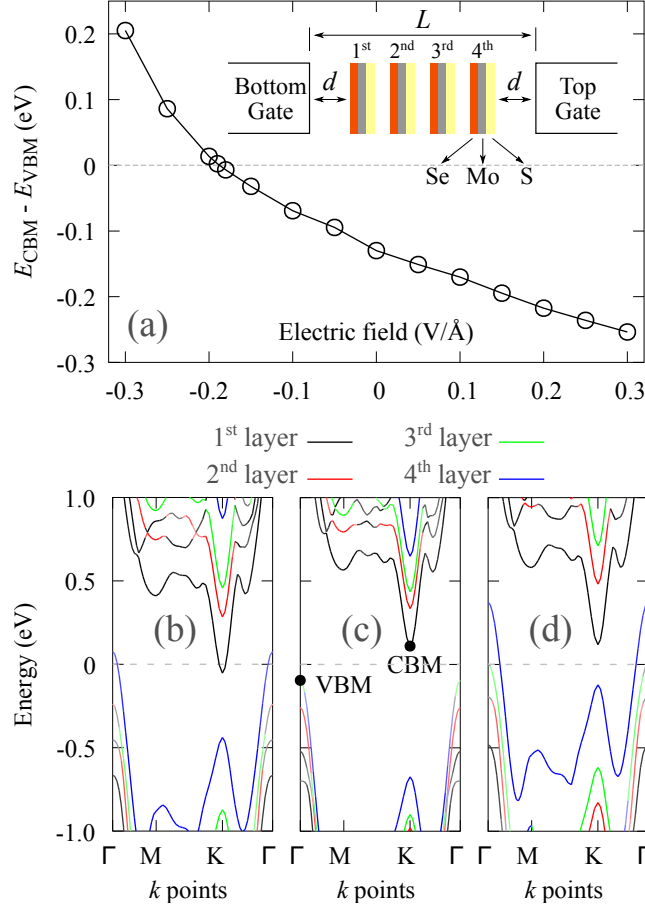 0.2
0.1
0
-0.1
-0.2
-0.3
E_CBM - E_VBM (eV)
L
1st 2nd 3rd 4th
Bottom Gate
d
d
Top Gate
Se Mo S
(a)
Electric field (V/Å)
-0.3 -0.2 -0.1 0 0.1 0.2 0.3
1st layer
3rd layer
2nd layer
4th layer
1.0
0.5
0
-0.5
-1.0
Energy (eV)
(b)
(c)
(d)
VBM
CBM
Γ M K Γ M K Γ M K Γ
k points
k points
k points